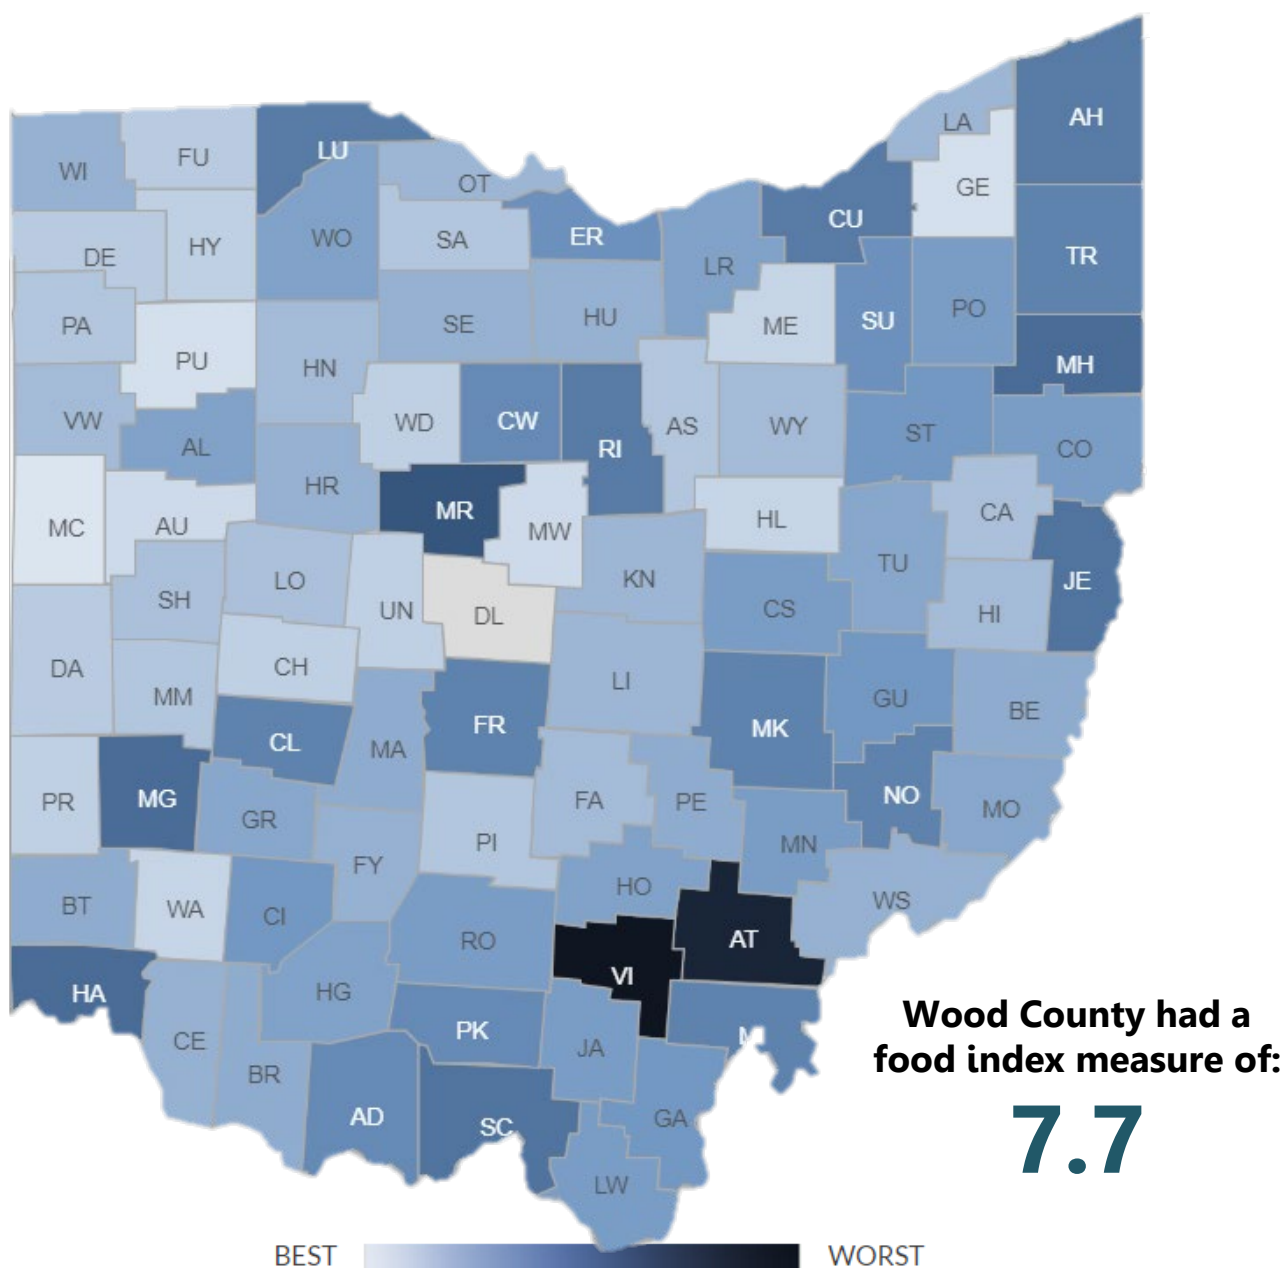 AH
LA
LU
FU
WI
OT
GE
CU
ER
WO
SA
HY
DE
LR
TR
PO
SU
ME
HU
SE
PA
PU
HN
MH
VW
AL
WD
CW
RI
AS
WY
ST
CO
HR
MR
MW
HL
CA
MC
AU
TU
LO
KN
SH
UN
DL
CS
HI
JE
CH
DA
MM
LI
GU
BE
FR
MK
CL
MA
PR
MG
GR
FA
PE
NO
MO
PI
MN
FY
HO
BT
WA
CI
WS
RO
AT
VI
HA
HG
PK
CE
JA
BR
AD
SC
GA
LW
Wood County had a
food index measure of:
7.7
BEST WORST